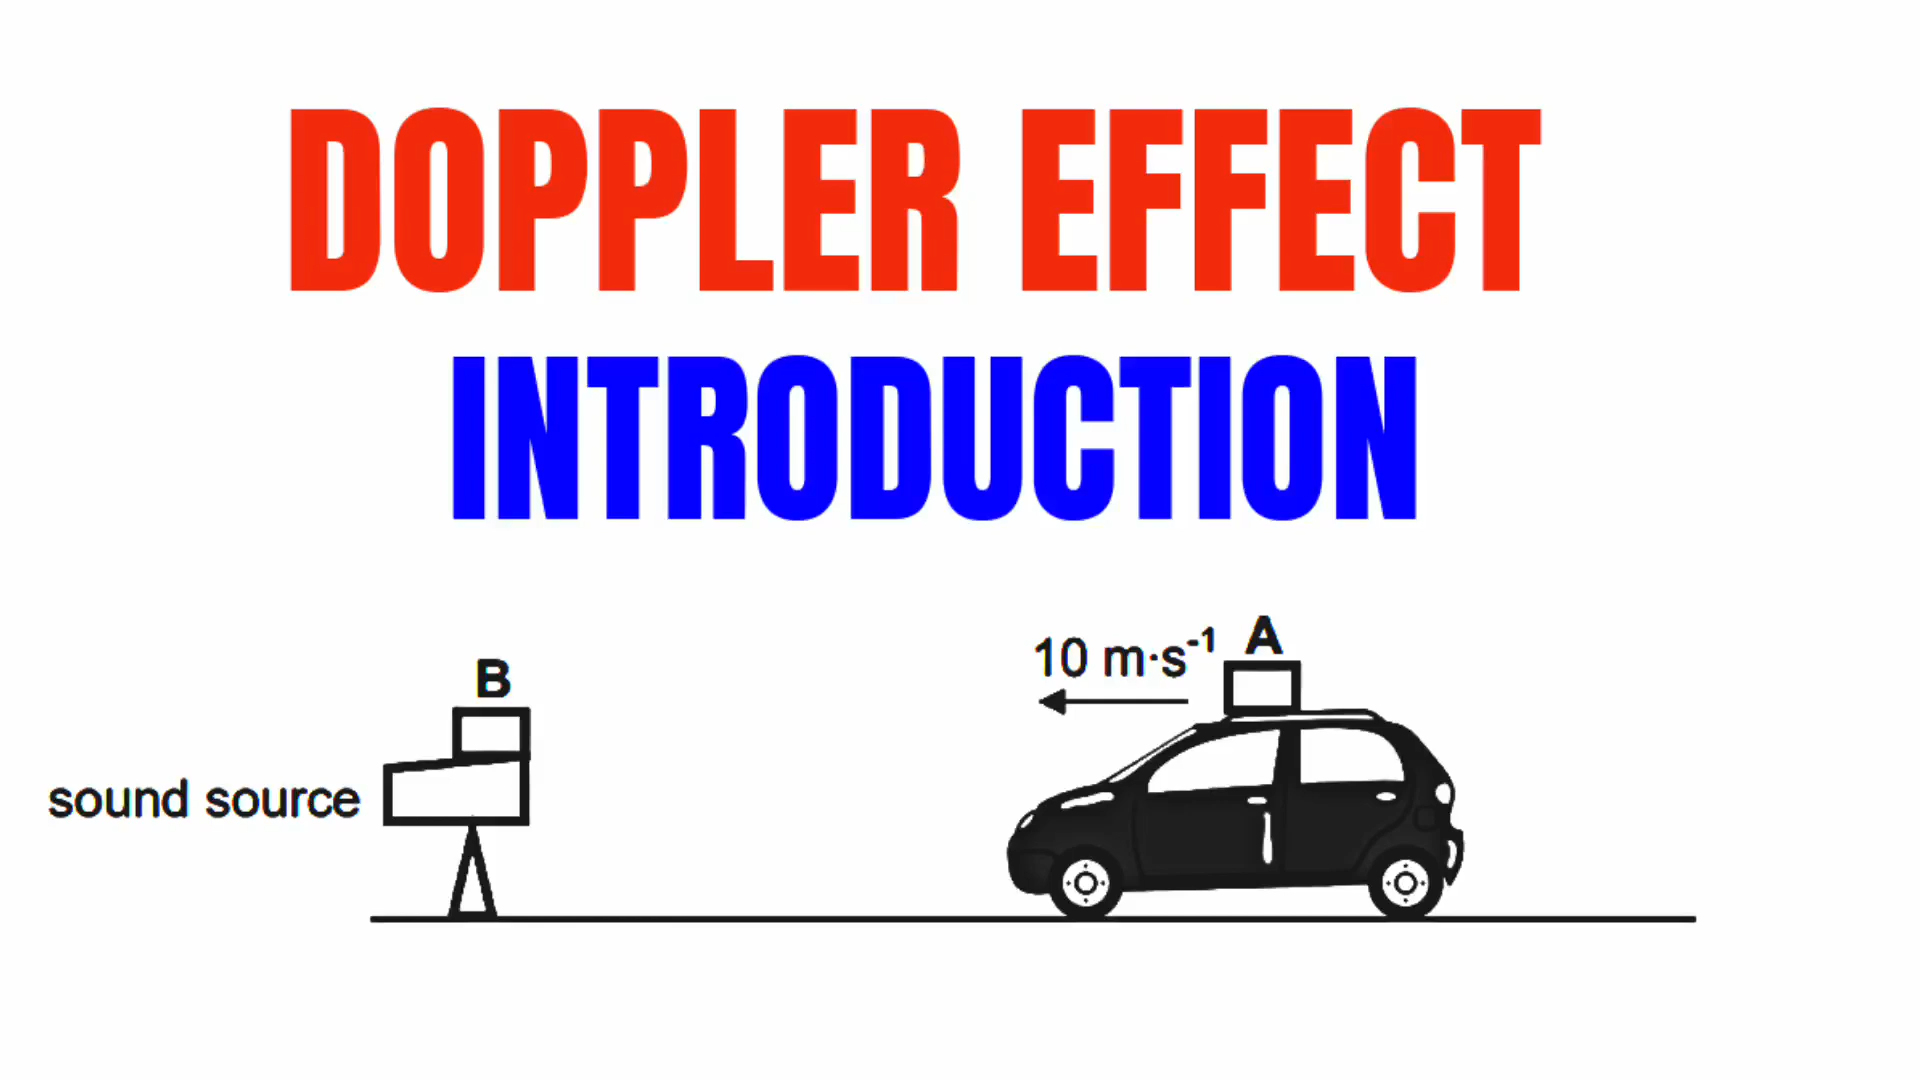 DOPPLER EFFECT
INTRODUCTION
10 m·s⁻¹
A
B
sound source